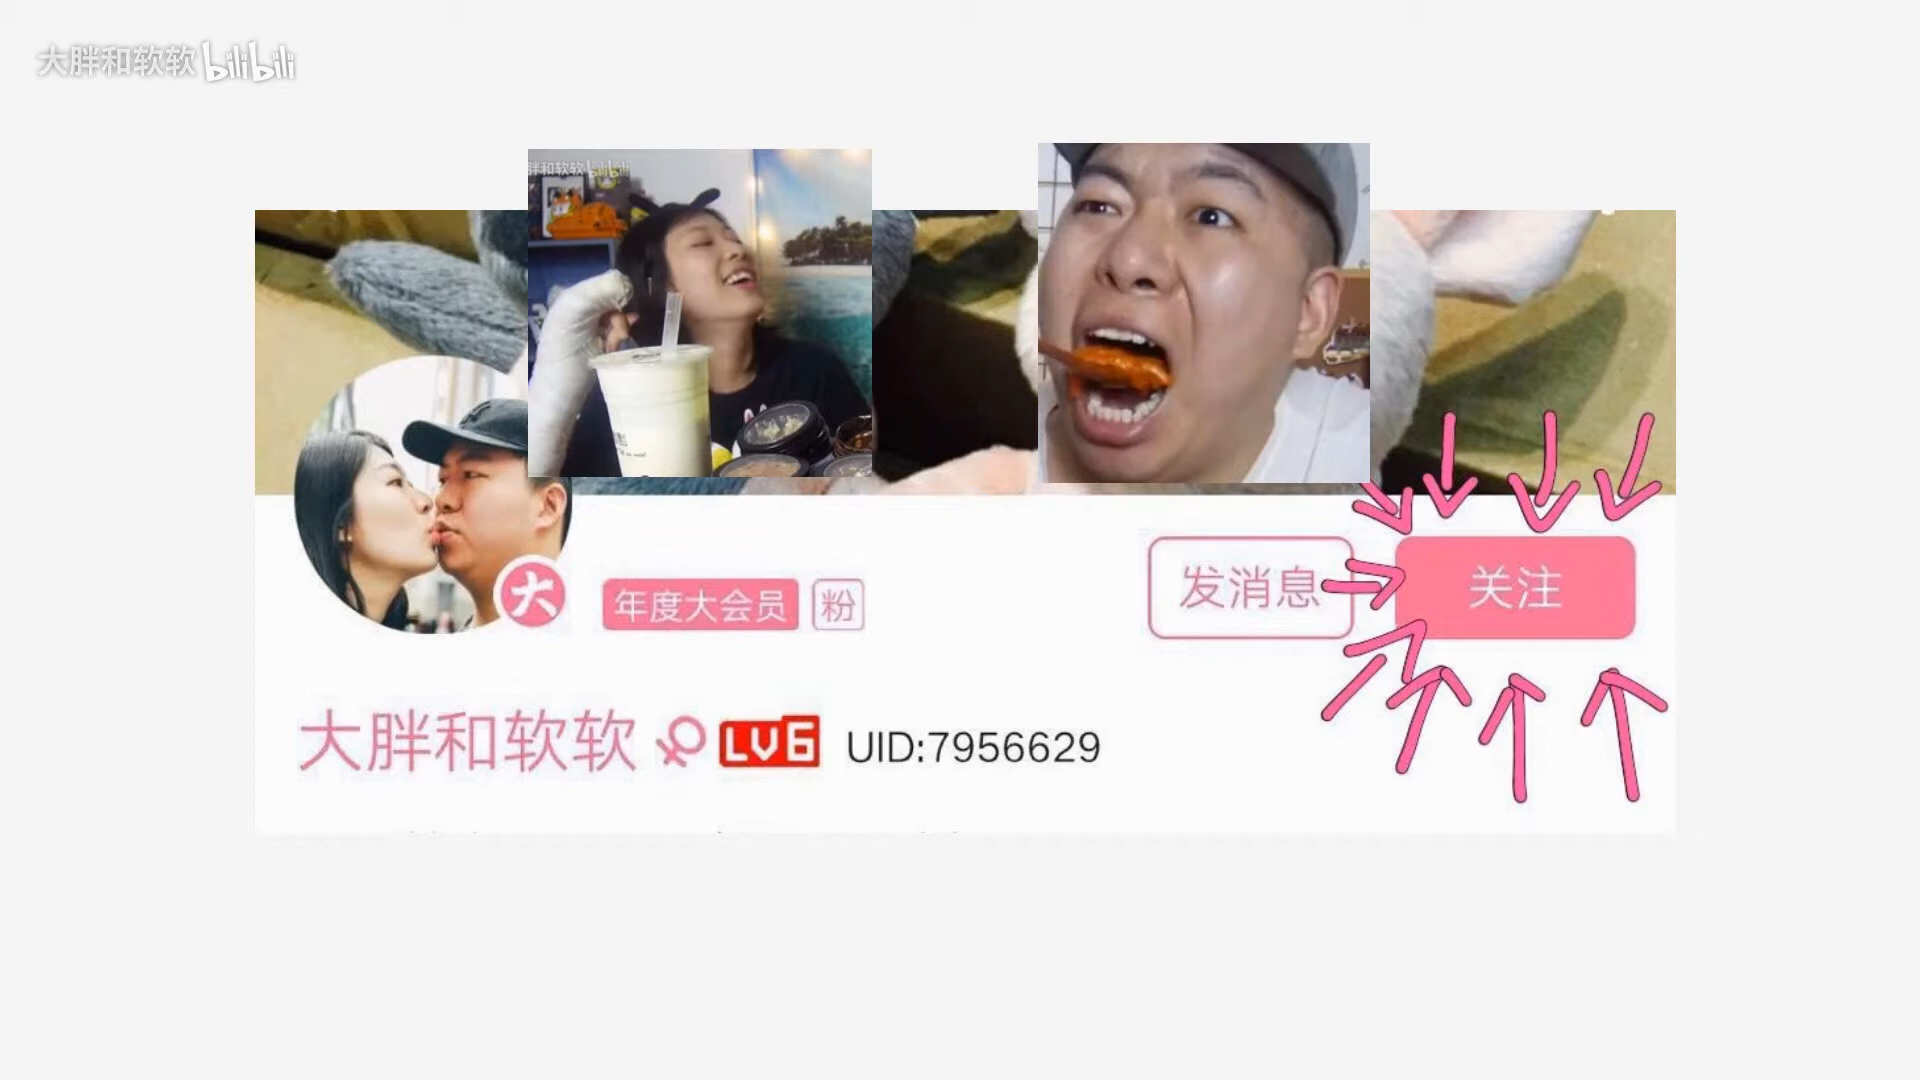 大胖和软软 bilibili
胖和软软 bilibili
大
年度大会员 粉
发消息 关注
大胖和软软 LV6 UID:7956629